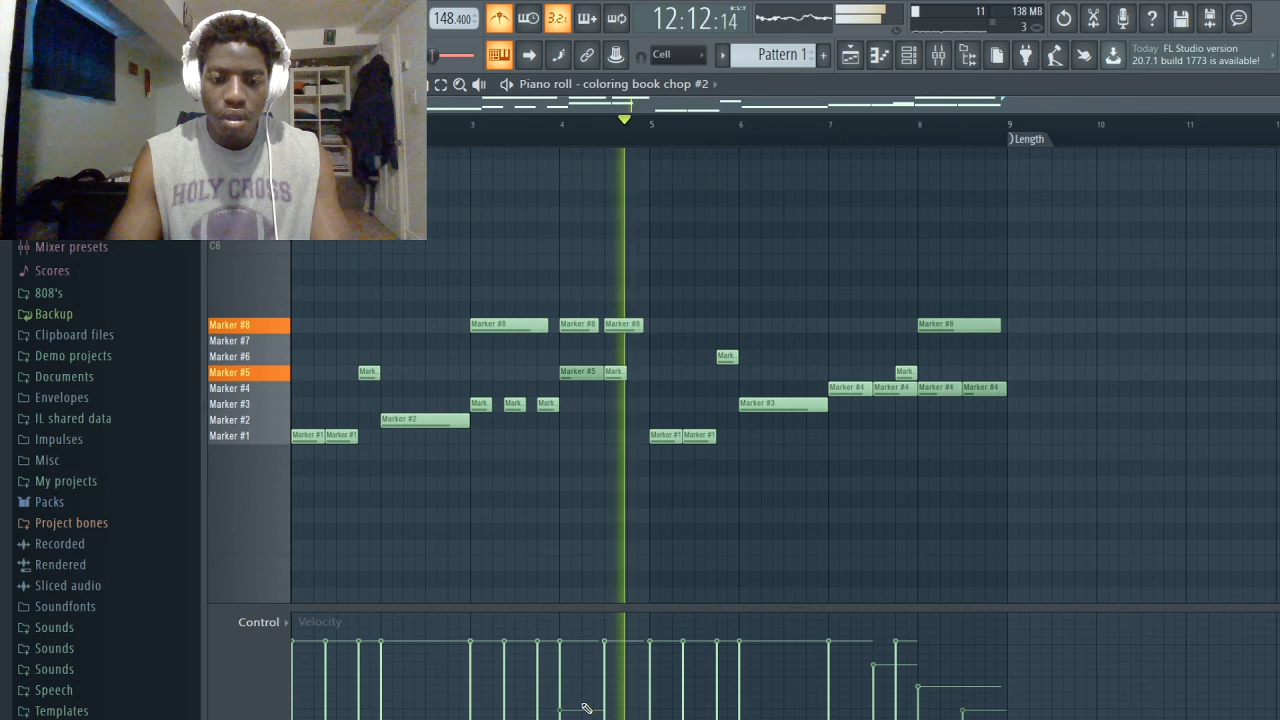 148.400
3.2:
12:12:14
B:S:T
11
138 MB
3
Cell
Pattern 1
+
Today FL Studio version
20.7.1 build 1773 is available!
Piano roll - coloring book chop #2
3 4 5 6 7 8 9 10 11
Length
HOLY CROSS
C6
Mixer presets
Scores
808's
Backup
Clipboard files
Demo projects
Documents
Envelopes
IL shared data
Impulses
Misc
My projects
Packs
Project bones
Recorded
Rendered
Sliced audio
Soundfonts
Sounds
Sounds
Sounds
Speech
Templates
Marker #8 Marker #8 Marker #8 Marker #8 Marker #8
Marker #7
Marker #6 Mark..
Marker #5 Mark.. Marker #5 Mark.. Mark..
Marker #4 Marker #4 Marker #4 Marker #4 Marker #4
Marker #3 Mark.. Mark.. Mark.. Marker #3
Marker #2 Marker #2
Marker #1 Marker #1 Marker #1 Marker #1 Marker #1
Control Velocity